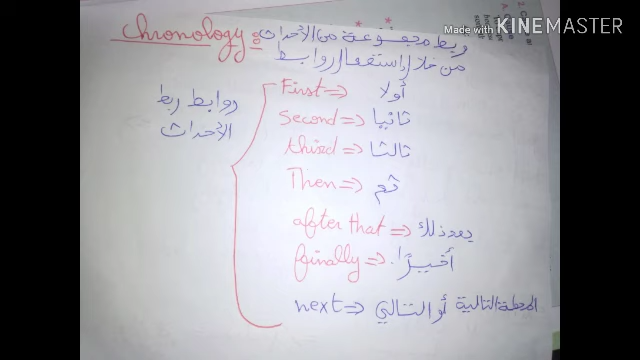 Made with KINEMASTER
Chronology: ربط مجموعة من الأحداث
من خلال استعمال روابط
روابط ربط
الأحداث
First => أولا
Second => ثانيا
third => ثالثا
Then => ثم
after that => بعد ذلك
finally => أخيرًا
next => أو التالي المحطة التالية